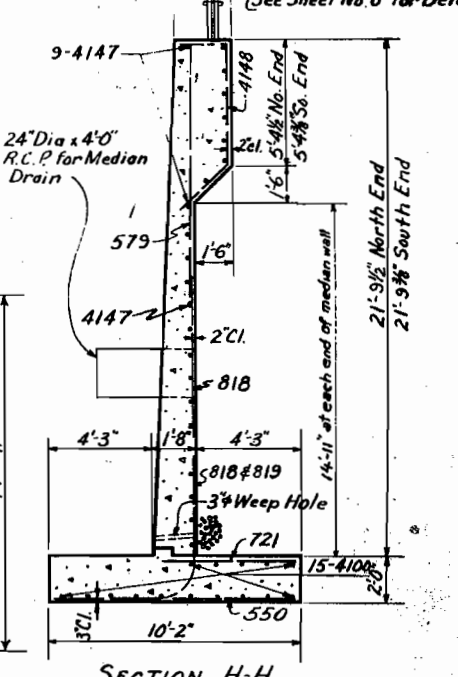 (See Sheet No. 6 for Det
9-4147
4148
5'-4½" No. End
5'-4⅜" So. End
2"cl.
24"Dia x 4'-0"
R.C.P. for Median
Drain
1'-6"
579
1'-6"
21'-9½" North End
21'-9⅜" South End
4147
2"Cl.
14'-11" at each end of median wall
818
4'-3"
1'-8"
4'-3"
818 & 819
3"ø Weep Hole
721
15-4100
2'-0"
550
3"Cl.
10'-2"
SECTION H-H